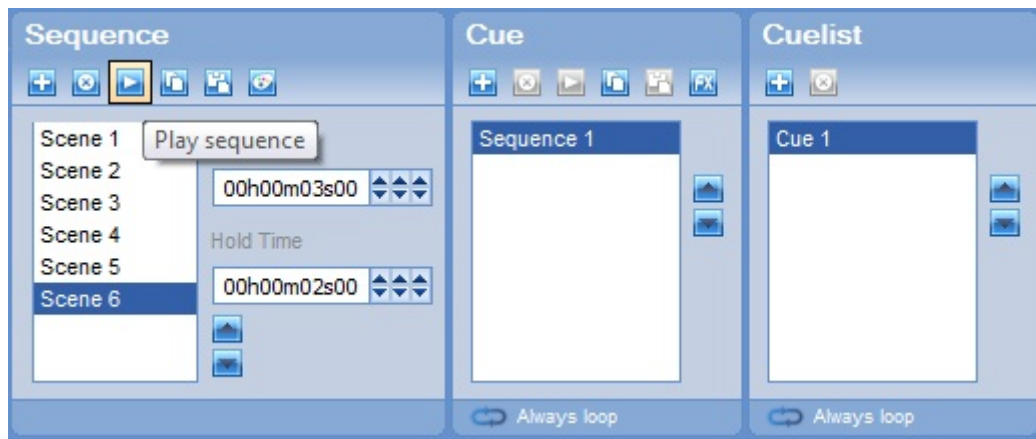 Sequence
Scene 1
Scene 2
Scene 3
Scene 4
Scene 5
Scene 6
Play sequence
00h00m03s00
Hold Time
00h00m02s00
Cue
FX
Sequence 1
Always loop
Cuelist
Cue 1
Always loop